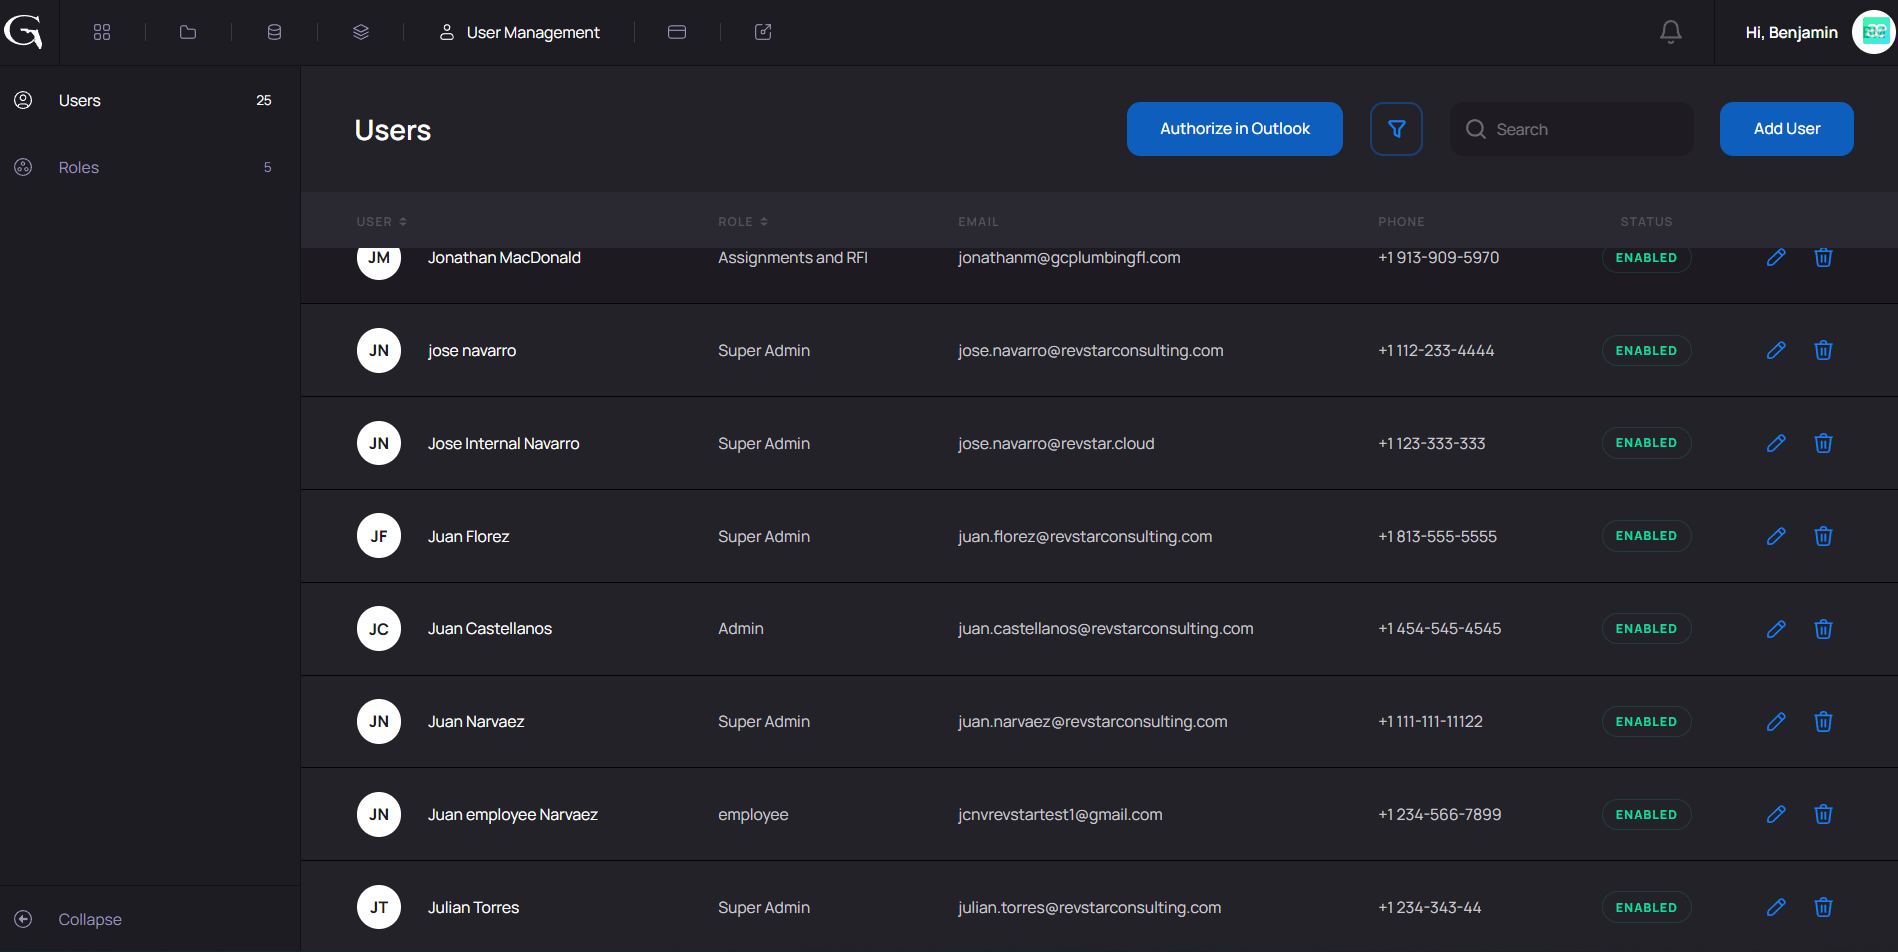 User Management
Hi, Benjamin
Users 25
Roles 5
Collapse
Users
Authorize in Outlook
Search
Add User
USER ROLE EMAIL PHONE STATUS
JM Jonathan MacDonald Assignments and RFI jonathanm@gcplumbingfl.com +1 913-909-5970 ENABLED
JN jose navarro Super Admin jose.navarro@revstarconsulting.com +1 112-233-4444 ENABLED
JN Jose Internal Navarro Super Admin jose.navarro@revstar.cloud +1 123-333-333 ENABLED
JF Juan Florez Super Admin juan.florez@revstarconsulting.com +1 813-555-5555 ENABLED
JC Juan Castellanos Admin juan.castellanos@revstarconsulting.com +1 454-545-4545 ENABLED
JN Juan Narvaez Super Admin juan.narvaez@revstarconsulting.com +1 111-111-11122 ENABLED
JN Juan employee Narvaez employee jcnvrevstartest1@gmail.com +1 234-566-7899 ENABLED
JT Julian Torres Super Admin julian.torres@revstarconsulting.com +1 234-343-44 ENABLED